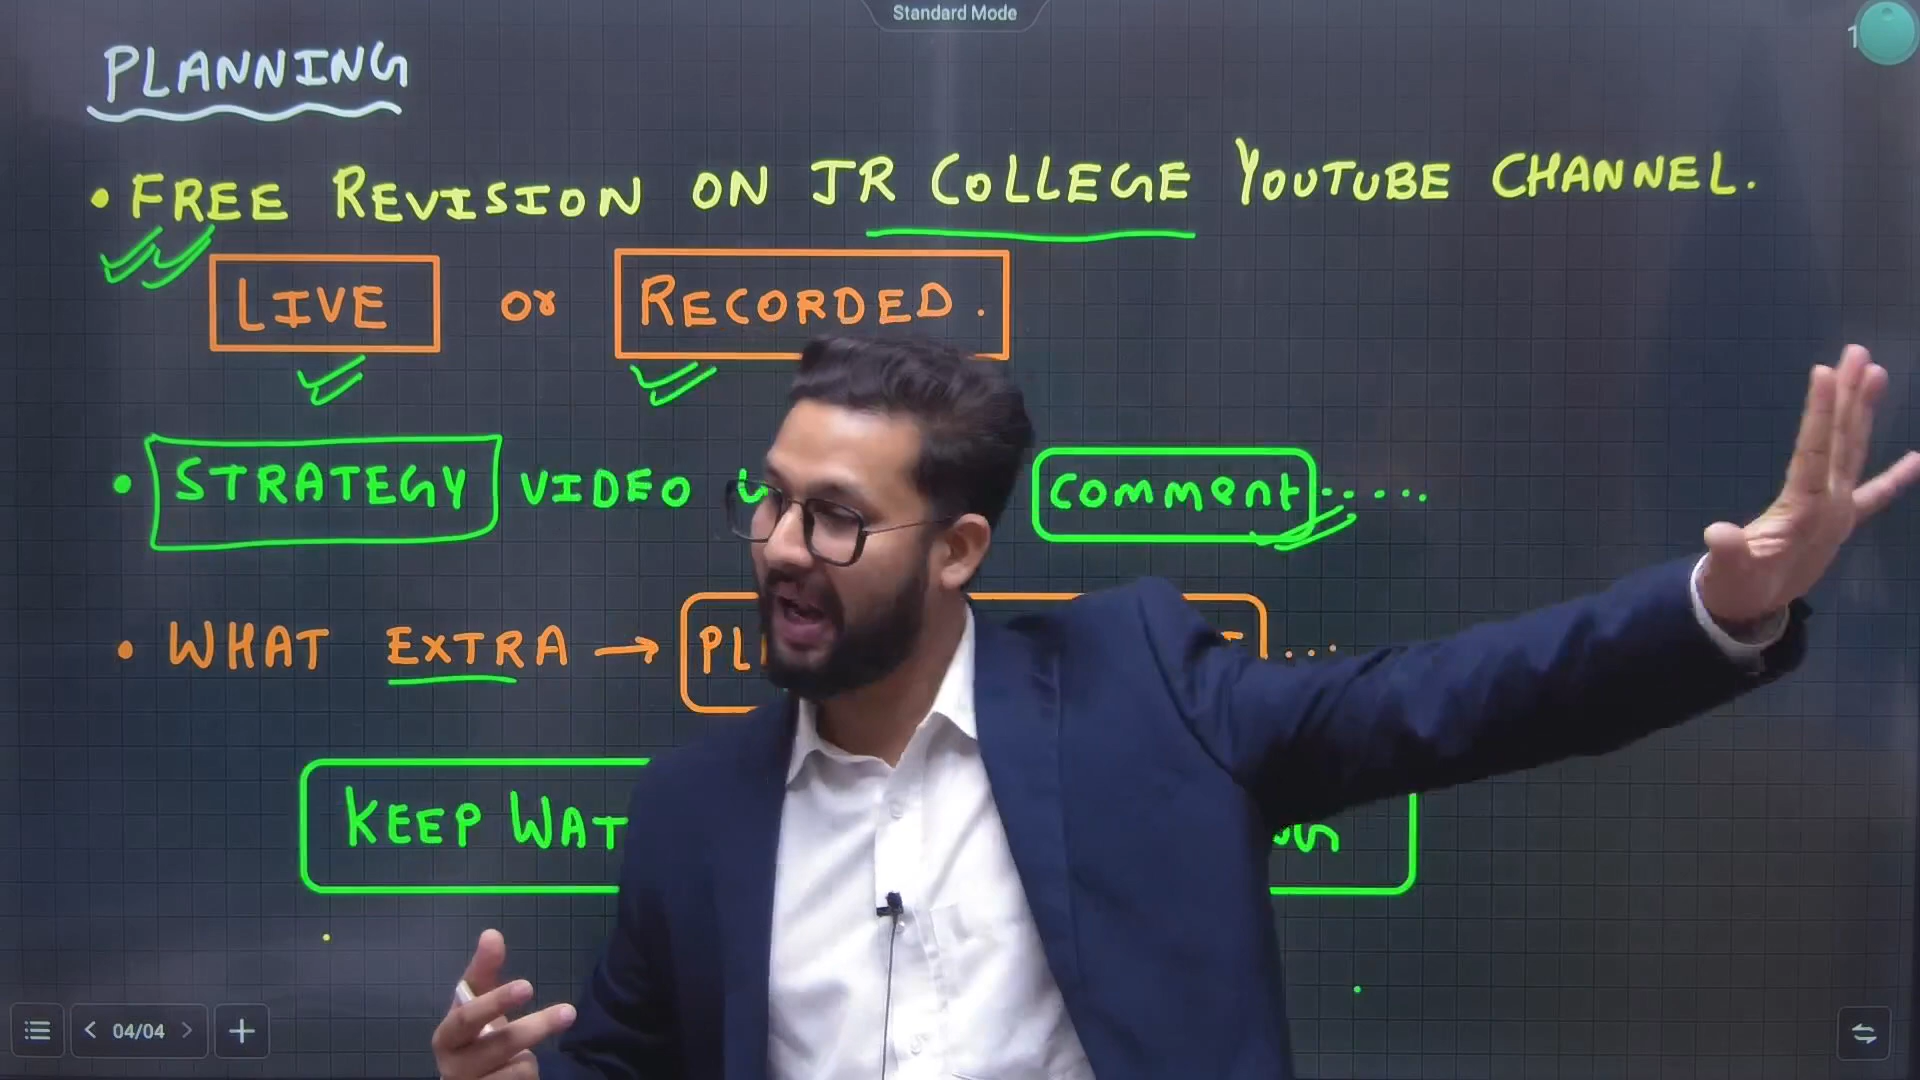 Standard Mode
1
PLANNING
• FREE REVISION ON JR COLLEGE YOUTUBE CHANNEL.
LIVE or RECORDED.
• STRATEGY VIDEO comment.....
• WHAT EXTRA → ...
KEEP
04/04